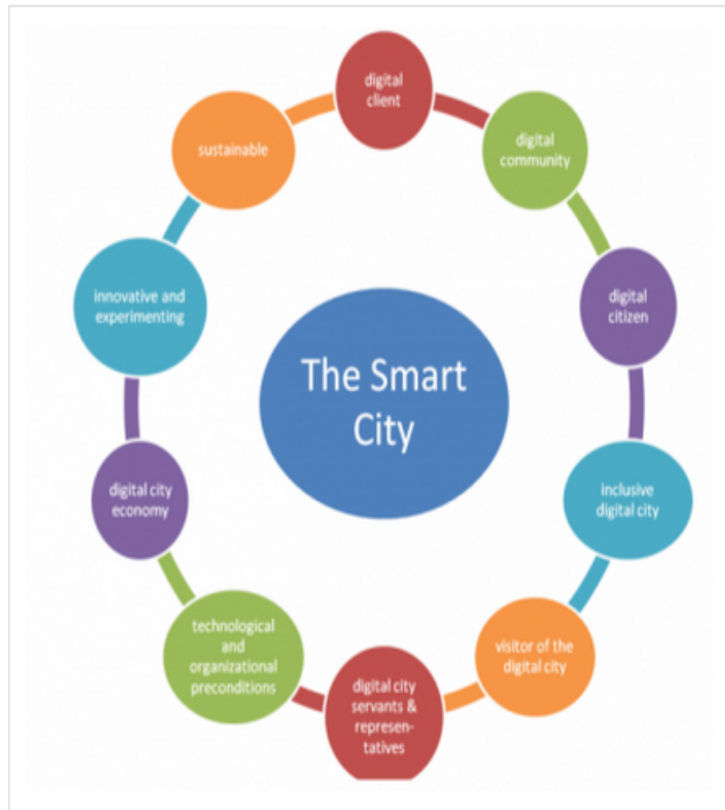 digital
client
digital
community
digital
citizen
inclusive
digital city
visitor of the
digital city
digital city
servants &
represen-
tatives
technological
and
organizational
preconditions
digital city
economy
innovative and
experimenting
sustainable
The Smart
City